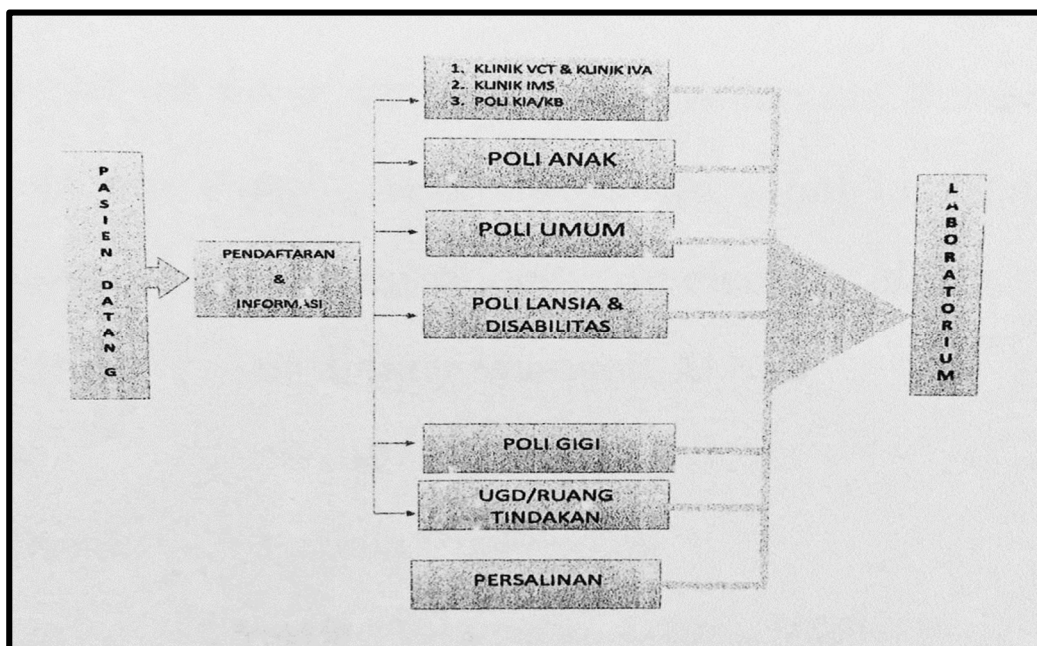 PASIEN DATANG
PENDAFTARAN
&
INFORMASI
1. KLINIK VCT & KLINIK IVA
2. KLINIK IMS
3. POLI KIA/KB
POLI ANAK
POLI UMUM
POLI LANSIA &
DISABILITAS
POLI GIGI
UGD/RUANG
TINDAKAN
PERSALINAN
LABORATORIUM